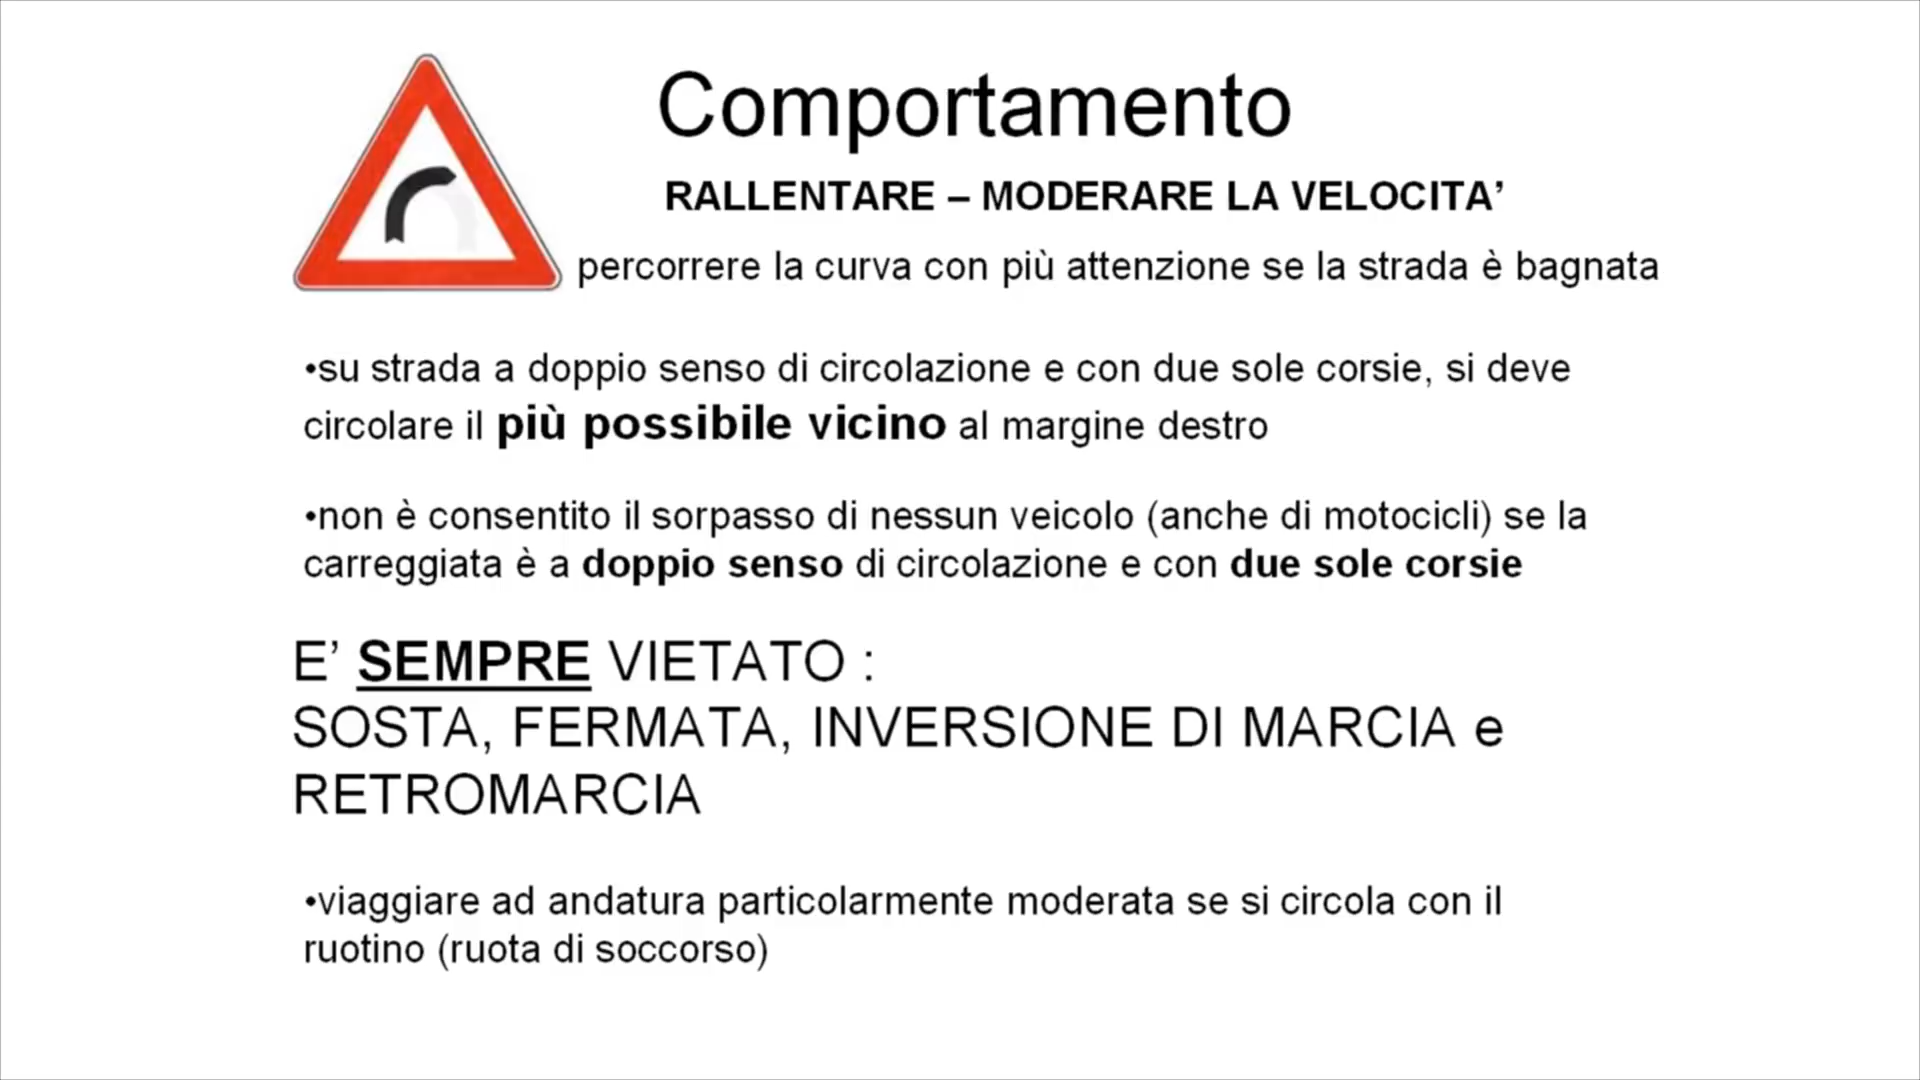 Comportamento
RALLENTARE – MODERARE LA VELOCITA’
percorrere la curva con più attenzione se la strada è bagnata
•su strada a doppio senso di circolazione e con due sole corsie, si deve
circolare il più possibile vicino al margine destro
•non è consentito il sorpasso di nessun veicolo (anche di motocicli) se la
carreggiata è a doppio senso di circolazione e con due sole corsie
E’ SEMPRE VIETATO :
SOSTA, FERMATA, INVERSIONE DI MARCIA e
RETROMARCIA
•viaggiare ad andatura particolarmente moderata se si circola con il
ruotino (ruota di soccorso)